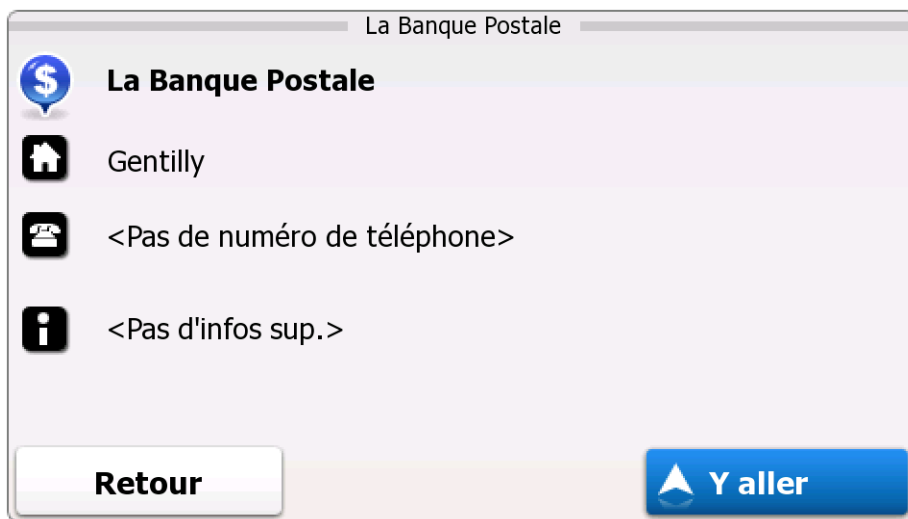 La Banque Postale
La Banque Postale
Gentilly
<Pas de numéro de téléphone>
<Pas d'infos sup.>
Retour
Y aller